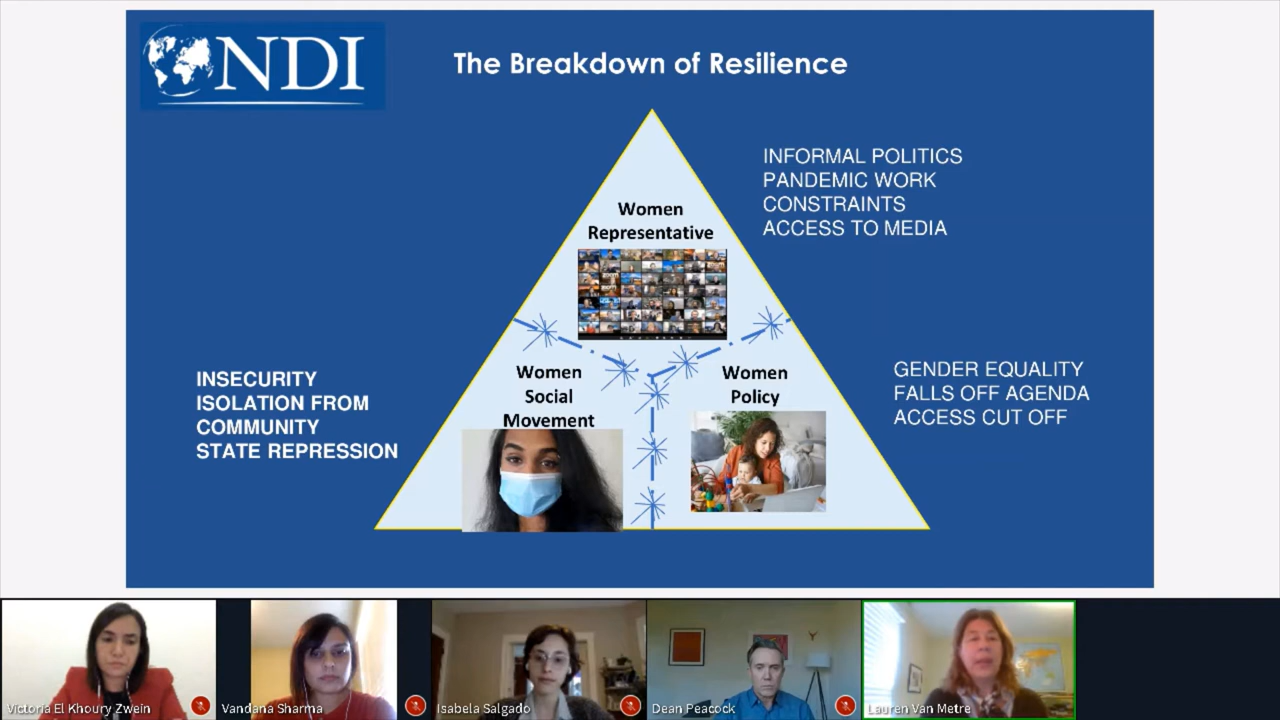 NDI
The Breakdown of Resilience
INFORMAL POLITICS
PANDEMIC WORK
CONSTRAINTS
ACCESS TO MEDIA
Women
Representative
INSECURITY
ISOLATION FROM
COMMUNITY
STATE REPRESSION
Women
Social
Movement
Women
Policy
GENDER EQUALITY
FALLS OFF AGENDA
ACCESS CUT OFF
Victoria El Khoury Zwein
Vandana Sharma
Isabela Salgado
Dean Peacock
Lauren Van Metre